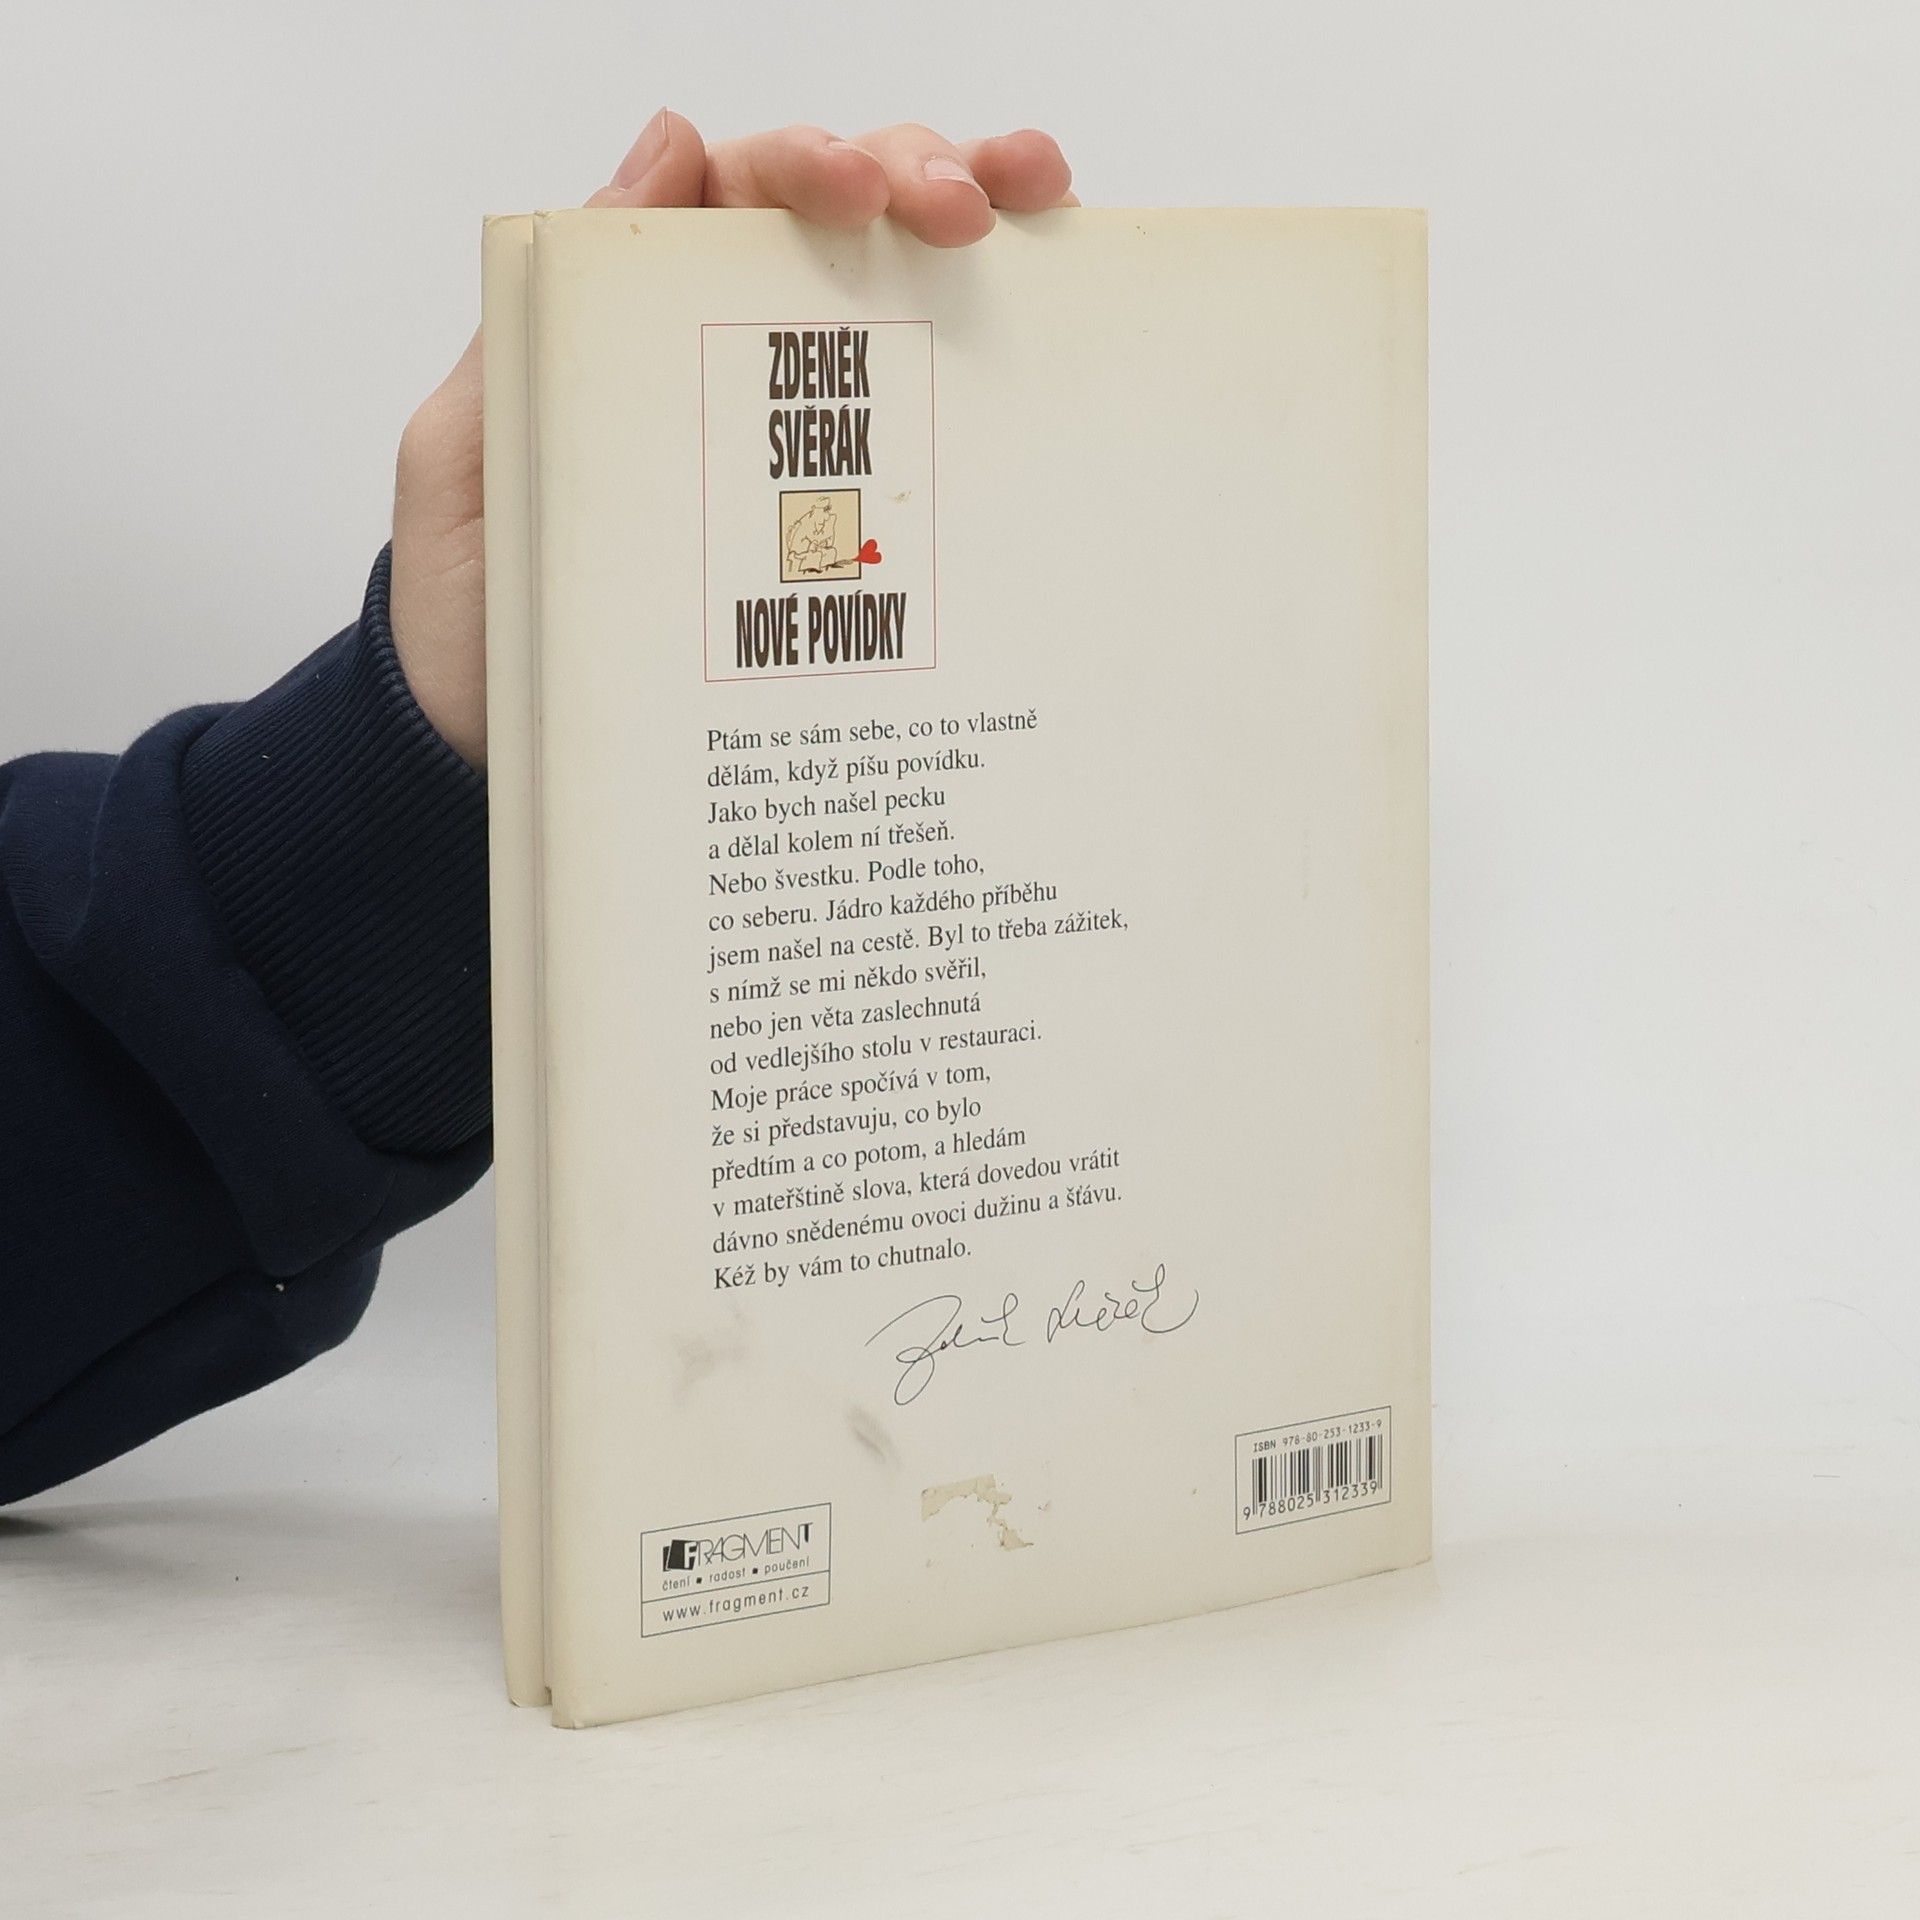 ZDENĚK
SVĚRÁK
NOVÉ POVÍDKY
Ptám se sám sebe, co to vlastně
dělám, když píšu povídku.
Jako bych našel pecku
a dělal kolem ní třešeň.
Nebo švestku. Podle toho,
co seberu. Jádro každého příběhu
jsem našel na cestě. Byl to třeba zážitek,
s nímž se mi někdo svěřil,
nebo jen věta zaslechnutá
od vedlejšího stolu v restauraci.
Moje práce spočívá v tom,
že si představuju, co bylo
předtím a co potom, a hledám
v mateřštině slova, která dovedou vrátit
dávno snědenému ovoci dužinu a šťávu.
Kéž by vám to chutnalo.
Zdeněk Svěrák
ISBN 978-80-253-1233-9
9 788025 312339
FRAGMENT
čtení ▪ radost ▪ poučení
www.fragment.cz